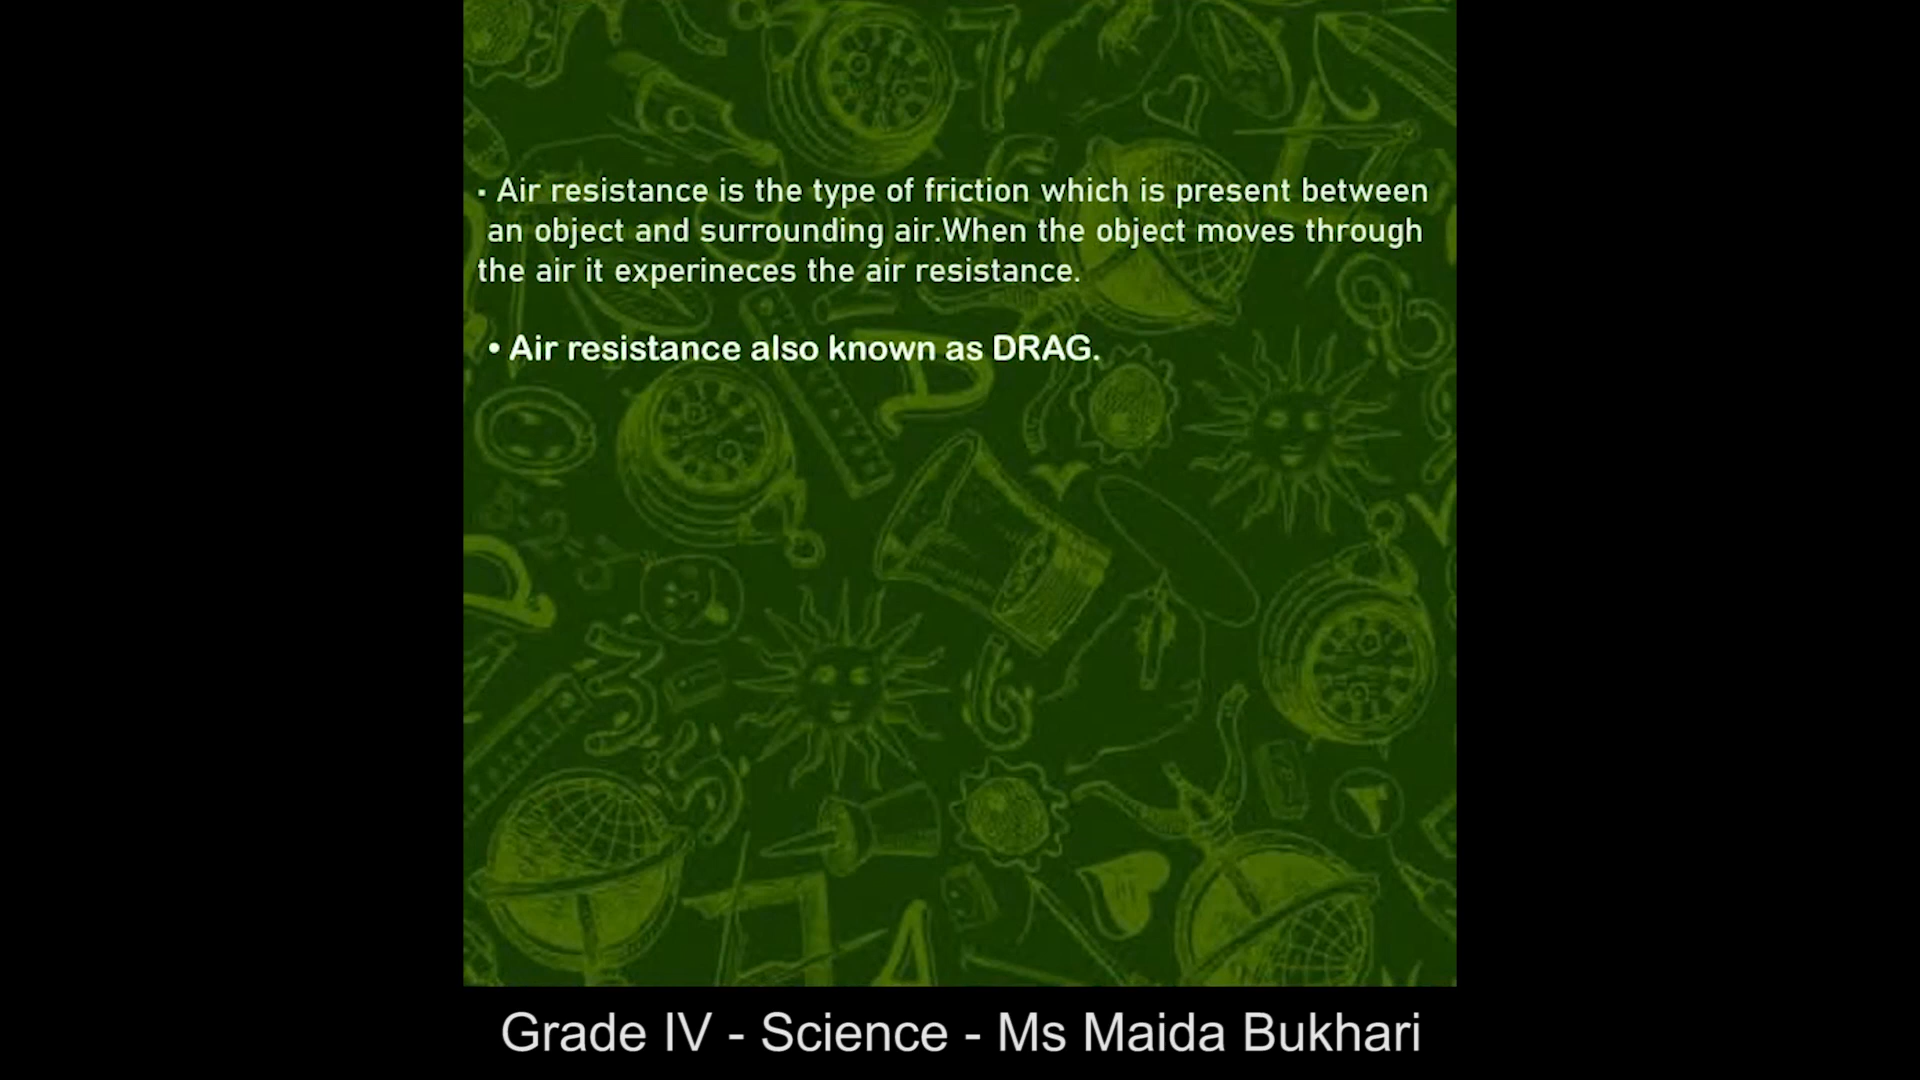 ▪ Air resistance is the type of friction which is present between
an object and surrounding air.When the object moves through
the air it experineces the air resistance.
• Air resistance also known as DRAG.
Grade IV - Science - Ms Maida Bukhari